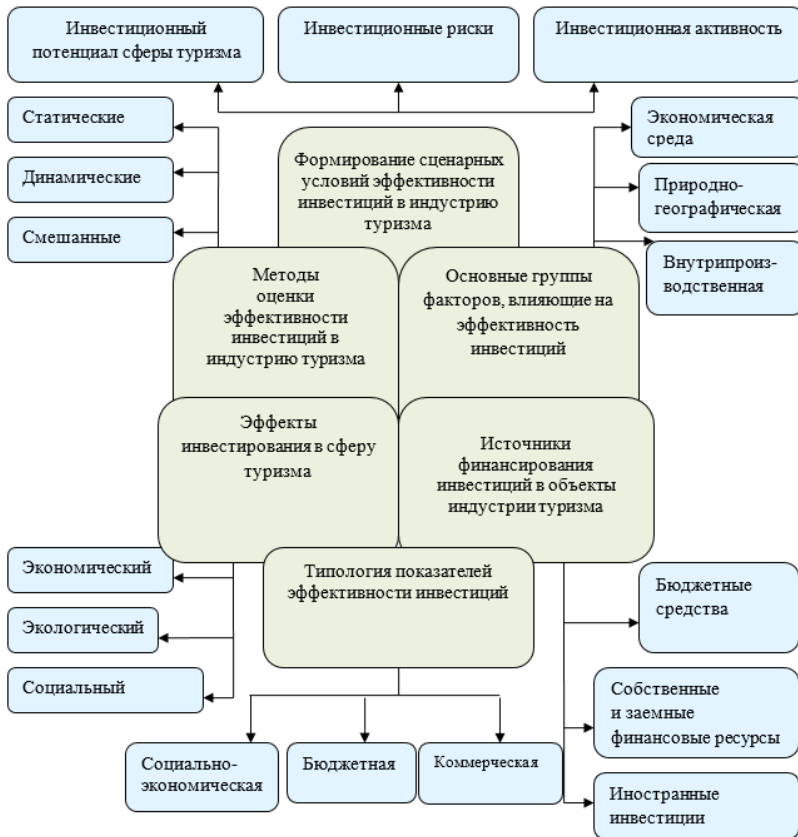 Инвестиционный
потенциал сферы туризма
Инвестиционные риски
Инвестиционная активность
Статические
Динамические
Смешанные
Формирование сценарных
условий эффективности
инвестиций в индустрию
туризма
Экономическая
среда
Природно-
географическая
Внутрипроиз-
водственная
Методы
оценки
эффективности
инвестиций в
индустрию туризма
Основные группы
факторов, влияющие на
эффективность
инвестиций
Эффекты
инвестирования в сферу
туризма
Источники
финансирования
инвестиций в объекты
индустрии туризма
Экономический
Экологический
Социальный
Типология показателей
эффективности инвестиций
Бюджетные
средства
Собственные
и заемные
финансовые ресурсы
Иностранные
инвестиции
Социально-
экономическая
Бюджетная
Коммерческая